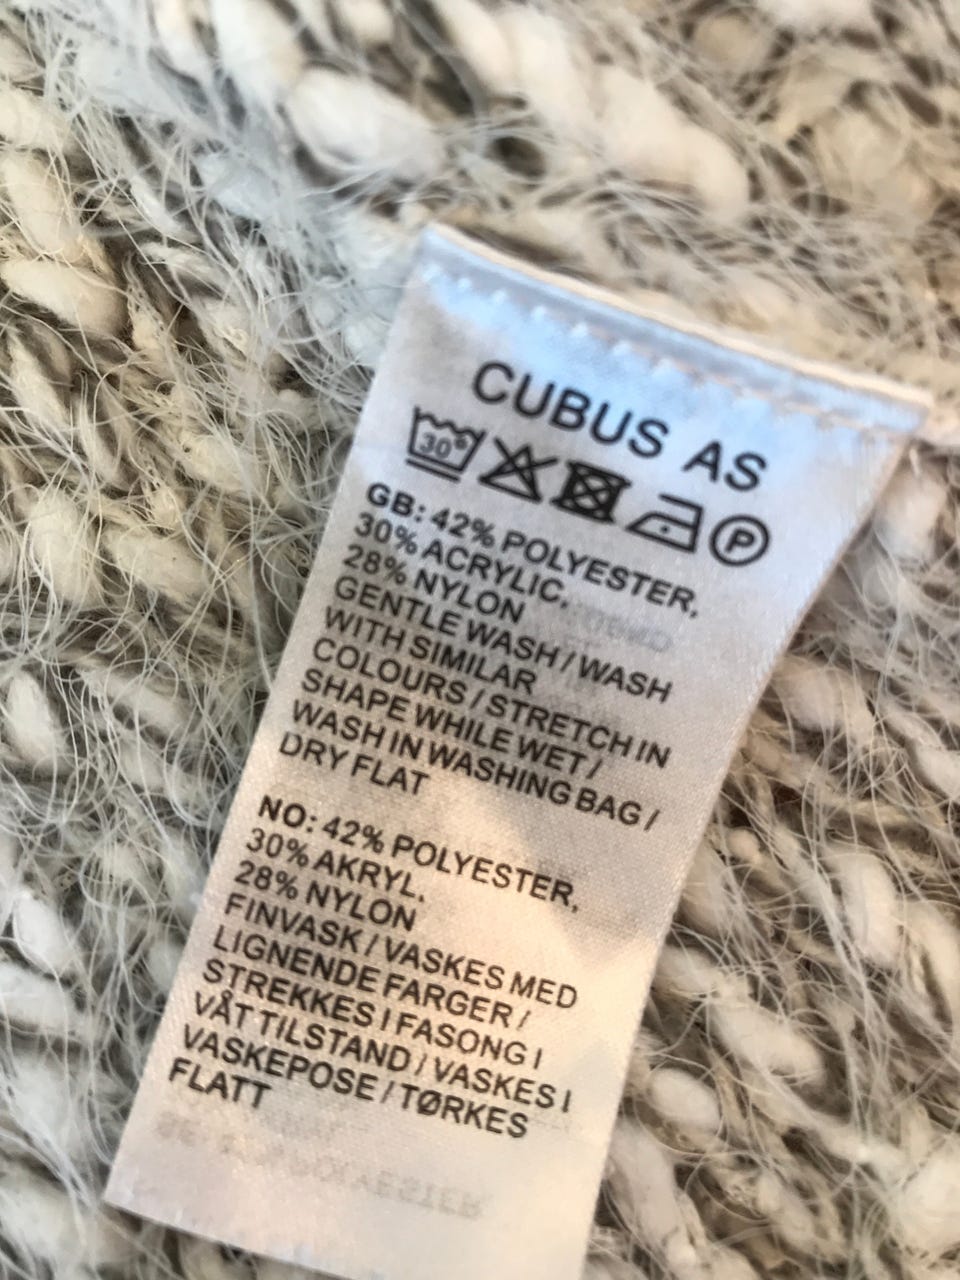 CUBUS AS
30°
P
GB: 42% POLYESTER,
30% ACRYLIC,
28% NYLON
GENTLE WASH / WASH
WITH SIMILAR
COLOURS / STRETCH IN
SHAPE WHILE WET /
WASH IN WASHING BAG /
DRY FLAT
NO: 42% POLYESTER,
30% AKRYL,
28% NYLON
FINVASK / VASKES MED
LIGNENDE FARGER /
STREKKES I FASONG I
VÅT TILSTAND / VASKES I
VASKEPOSE / TØRKES
FLATT